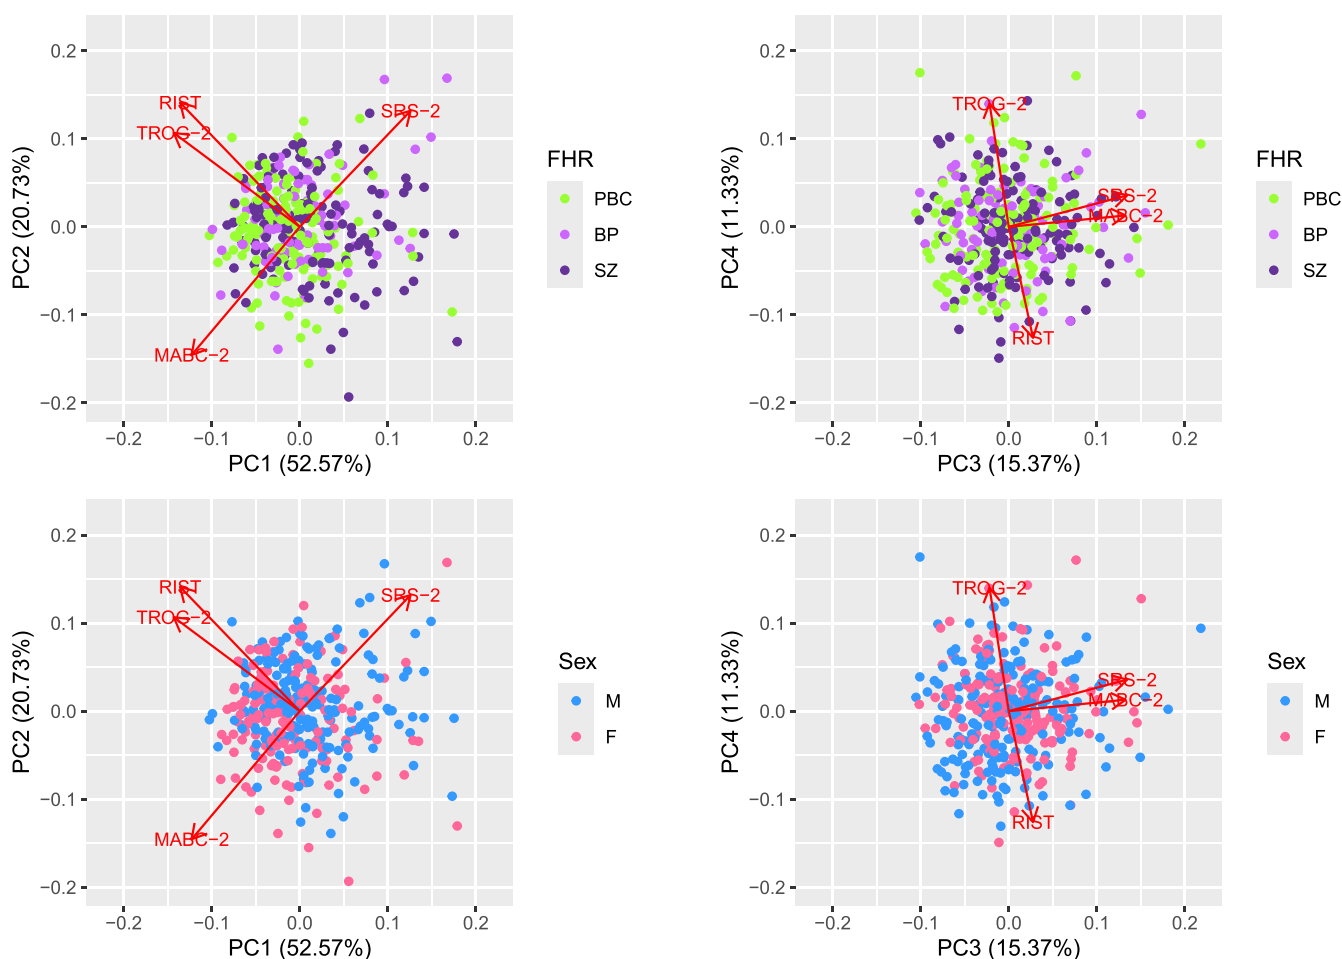 0.2
0.1
0.0
−0.1
−0.2
PC2 (20.73%)
RIST
TROG−2
SRS−2
MABC−2
−0.2 −0.1 0.0 0.1 0.2
PC1 (52.57%)
FHR
PBC
BP
SZ
0.2
0.1
0.0
−0.1
−0.2
PC4 (11.33%)
TROG−2
SRS−2
MABC−2
RIST
−0.2 −0.1 0.0 0.1 0.2
PC3 (15.37%)
FHR
PBC
BP
SZ
0.2
0.1
0.0
−0.1
−0.2
PC2 (20.73%)
RIST
TROG−2
SRS−2
MABC−2
−0.2 −0.1 0.0 0.1 0.2
PC1 (52.57%)
Sex
M
F
0.2
0.1
0.0
−0.1
−0.2
PC4 (11.33%)
TROG−2
SRS−2
MABC−2
RIST
−0.2 −0.1 0.0 0.1 0.2
PC3 (15.37%)
Sex
M
F